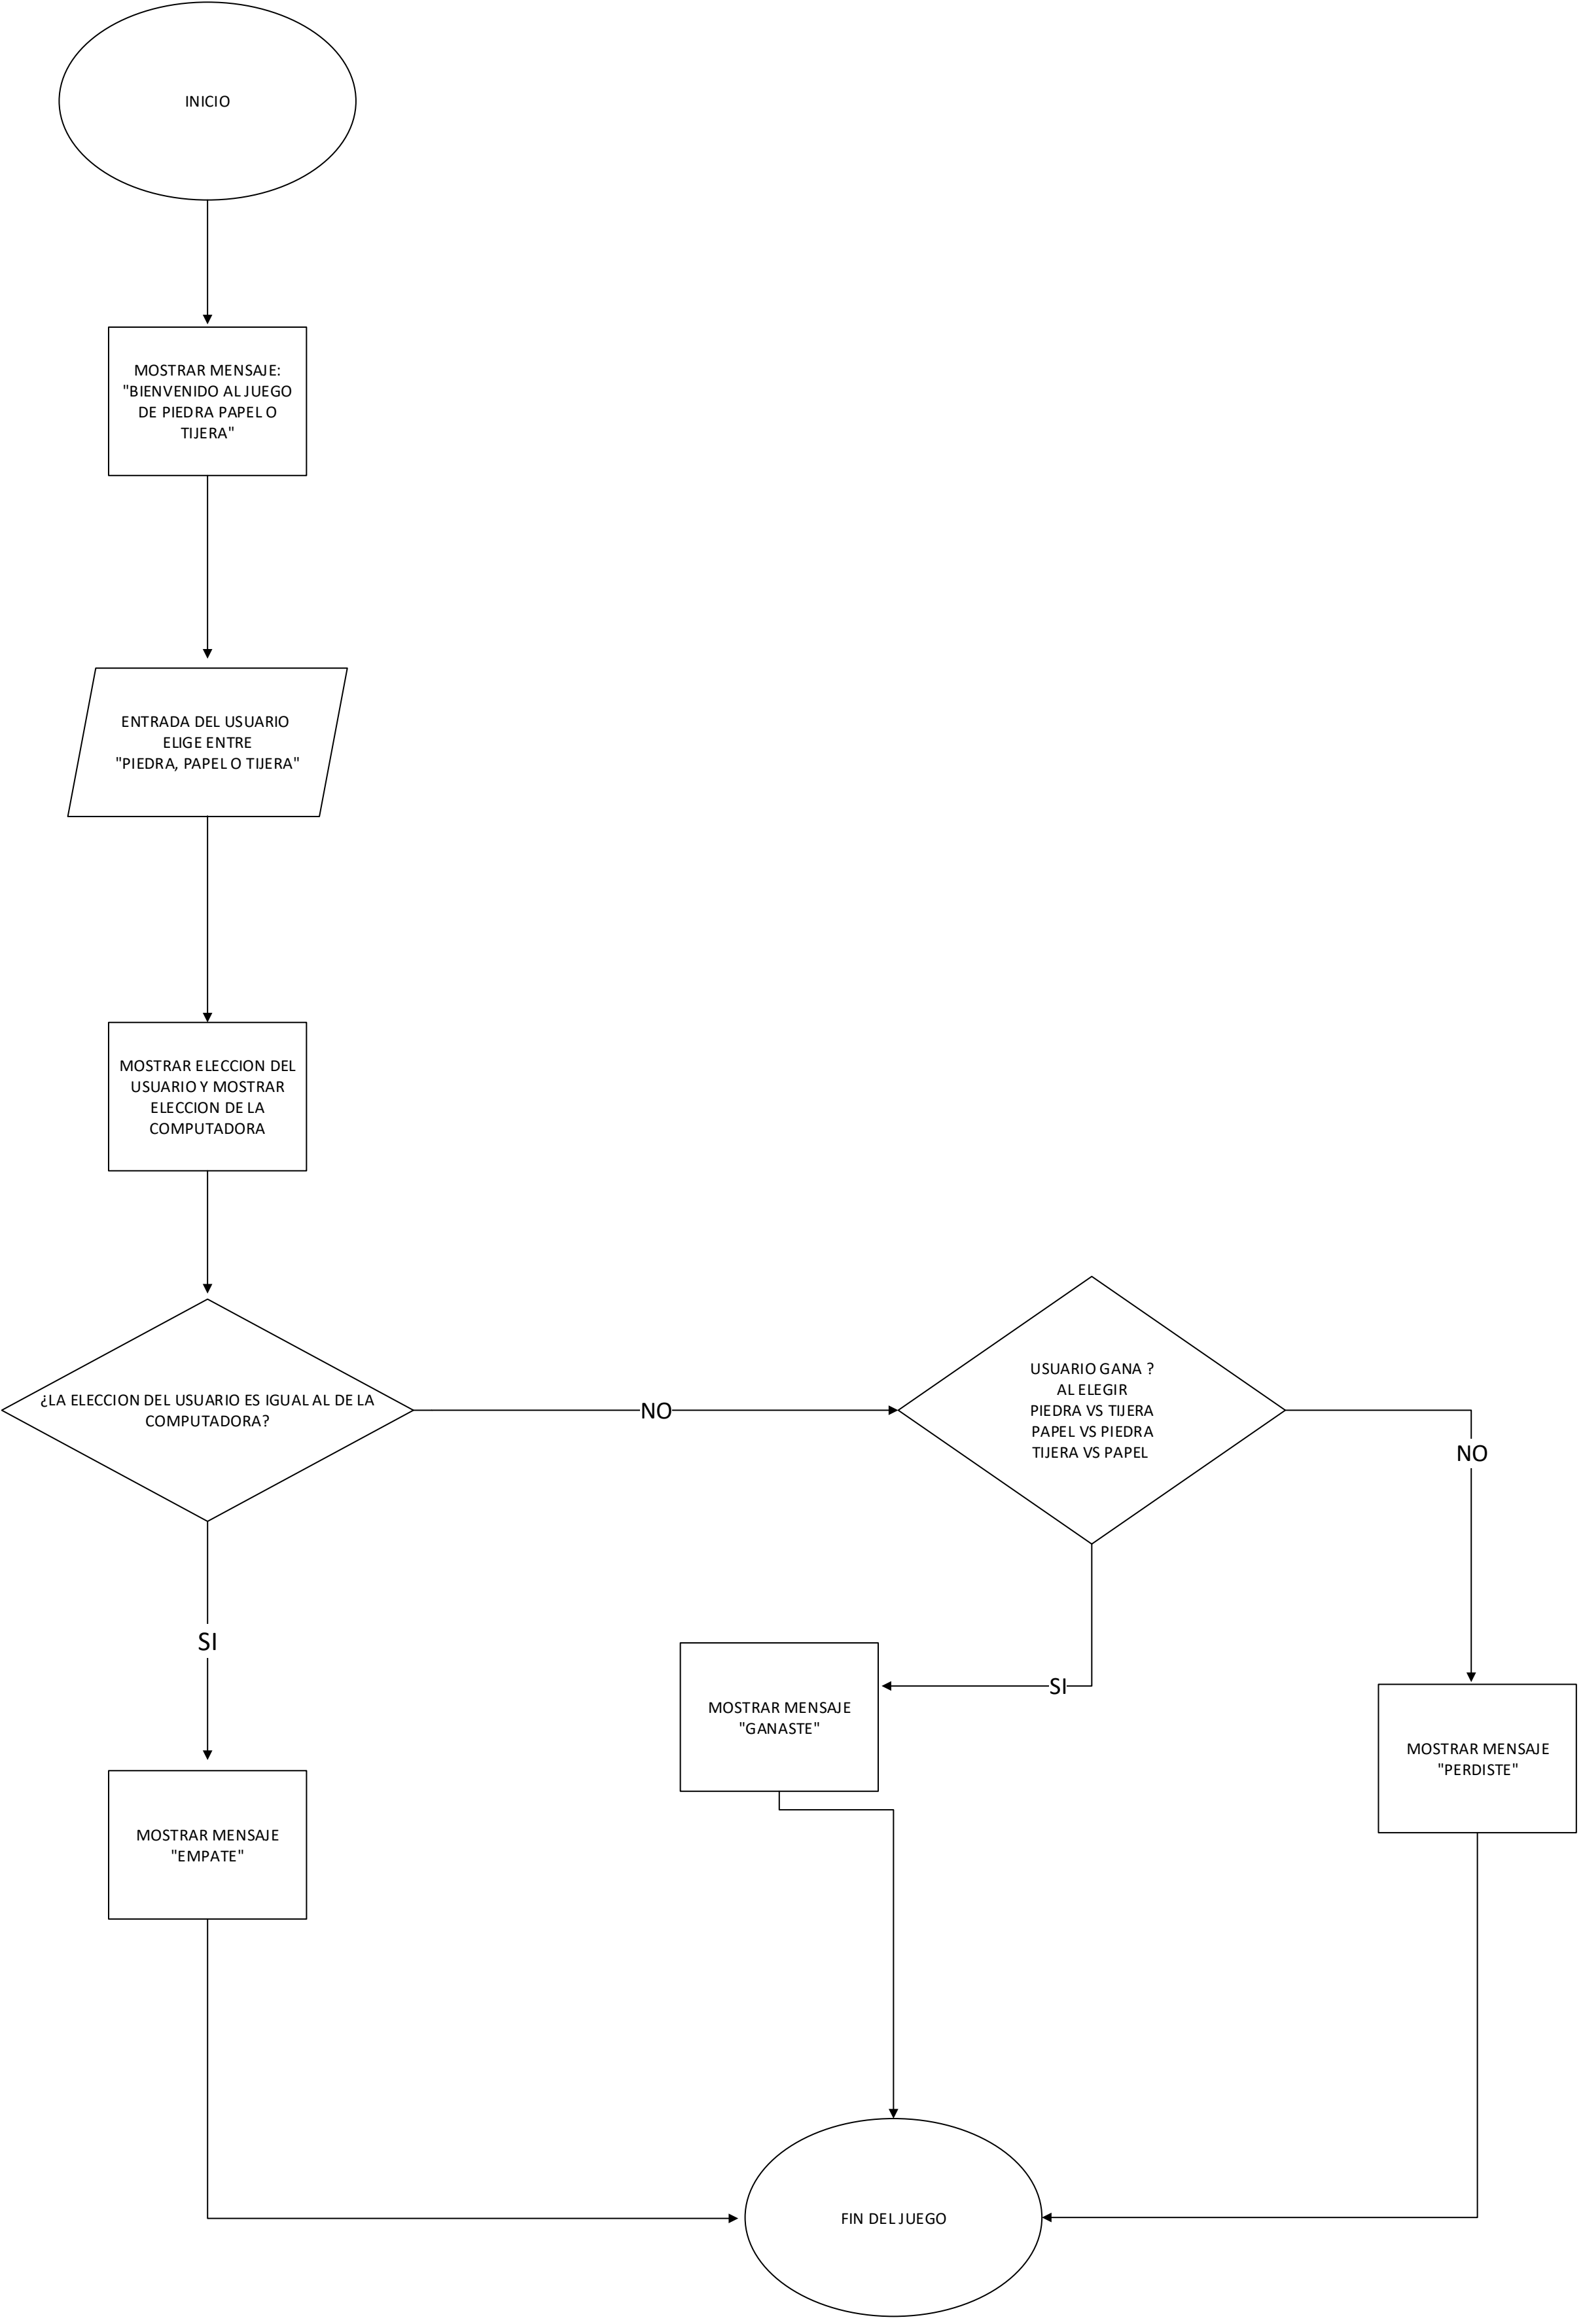 INICIO
MOSTRAR MENSAJE:
"BIENVENIDO AL JUEGO
DE PIEDRA PAPEL O
TIJERA"
ENTRADA DEL USUARIO
ELIGE ENTRE
"PIEDRA, PAPEL O TIJERA"
MOSTRAR ELECCION DEL
USUARIO Y MOSTRAR
ELECCION DE LA
COMPUTADORA
¿LA ELECCION DEL USUARIO ES IGUAL AL DE LA
COMPUTADORA?
NO
USUARIO GANA ?
AL ELEGIR
PIEDRA VS TIJERA
PAPEL VS PIEDRA
TIJERA VS PAPEL
NO
SI
SI
MOSTRAR MENSAJE
"GANASTE"
MOSTRAR MENSAJE
"PERDISTE"
MOSTRAR MENSAJE
"EMPATE"
FIN DEL JUEGO